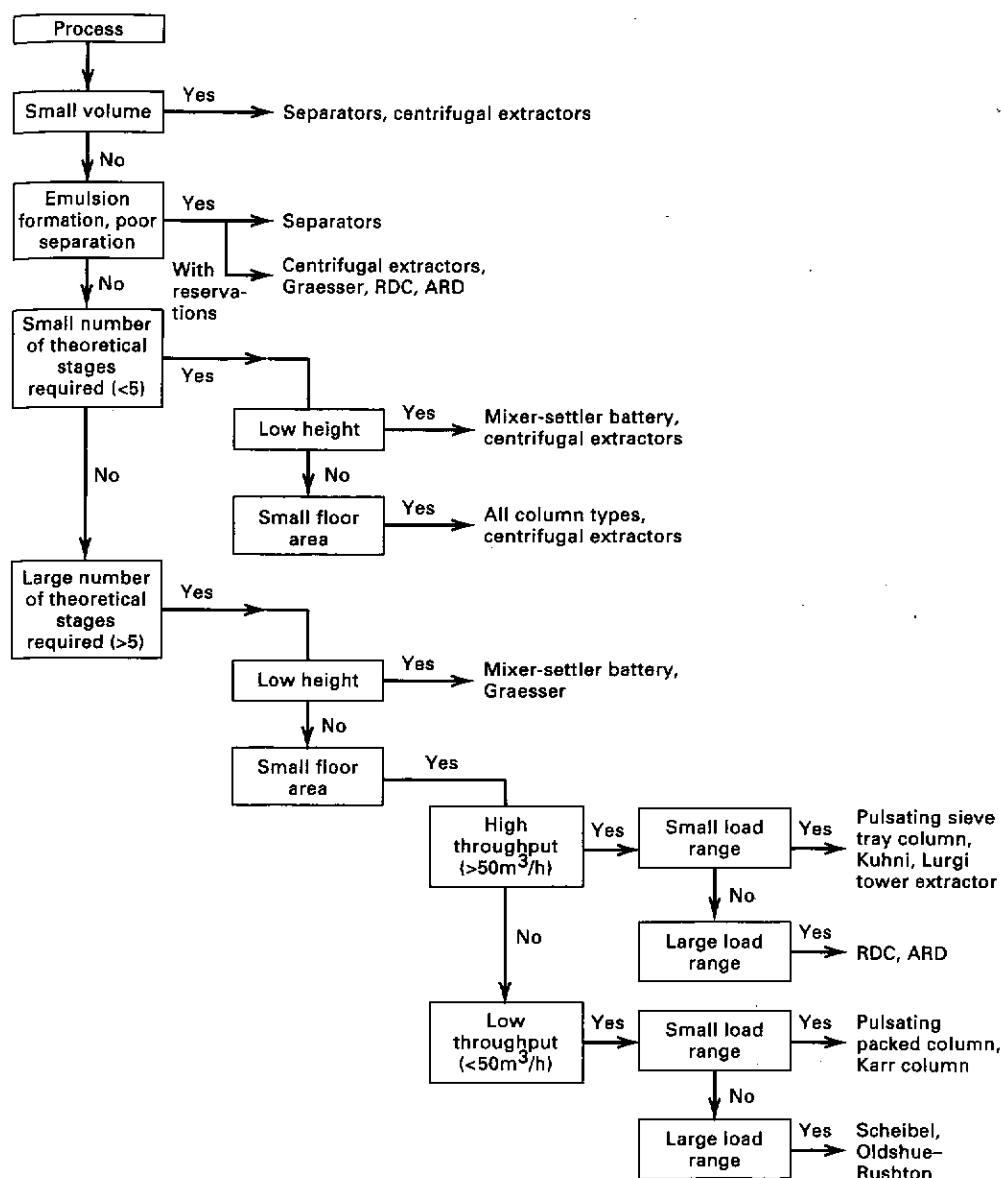 Process
Small volume
Yes
Separators, centrifugal extractors
No
Emulsion
formation, poor
separation
Yes
Separators
With
reserva-
tions
Centrifugal extractors,
Graesser, RDC, ARD
No
Small number
of theoretical
stages
required (<5)
Yes
Low height
Yes
Mixer-settler battery,
centrifugal extractors
No
Small floor
area
Yes
All column types,
centrifugal extractors
No
Large number
of theoretical
stages
required (>5)
Yes
Low height
Yes
Mixer-settler battery,
Graesser
No
Small floor
area
Yes
High
throughput
(>50m³/h)
Yes
Small load
range
Yes
Pulsating sieve
tray column,
Kuhni, Lurgi
tower extractor
No
Large load
range
Yes
RDC, ARD
No
Low
throughput
(<50m³/h)
Yes
Small load
range
Yes
Pulsating
packed column,
Karr column
No
Large load
range
Yes
Scheibel,
Oldshue–
Rushton